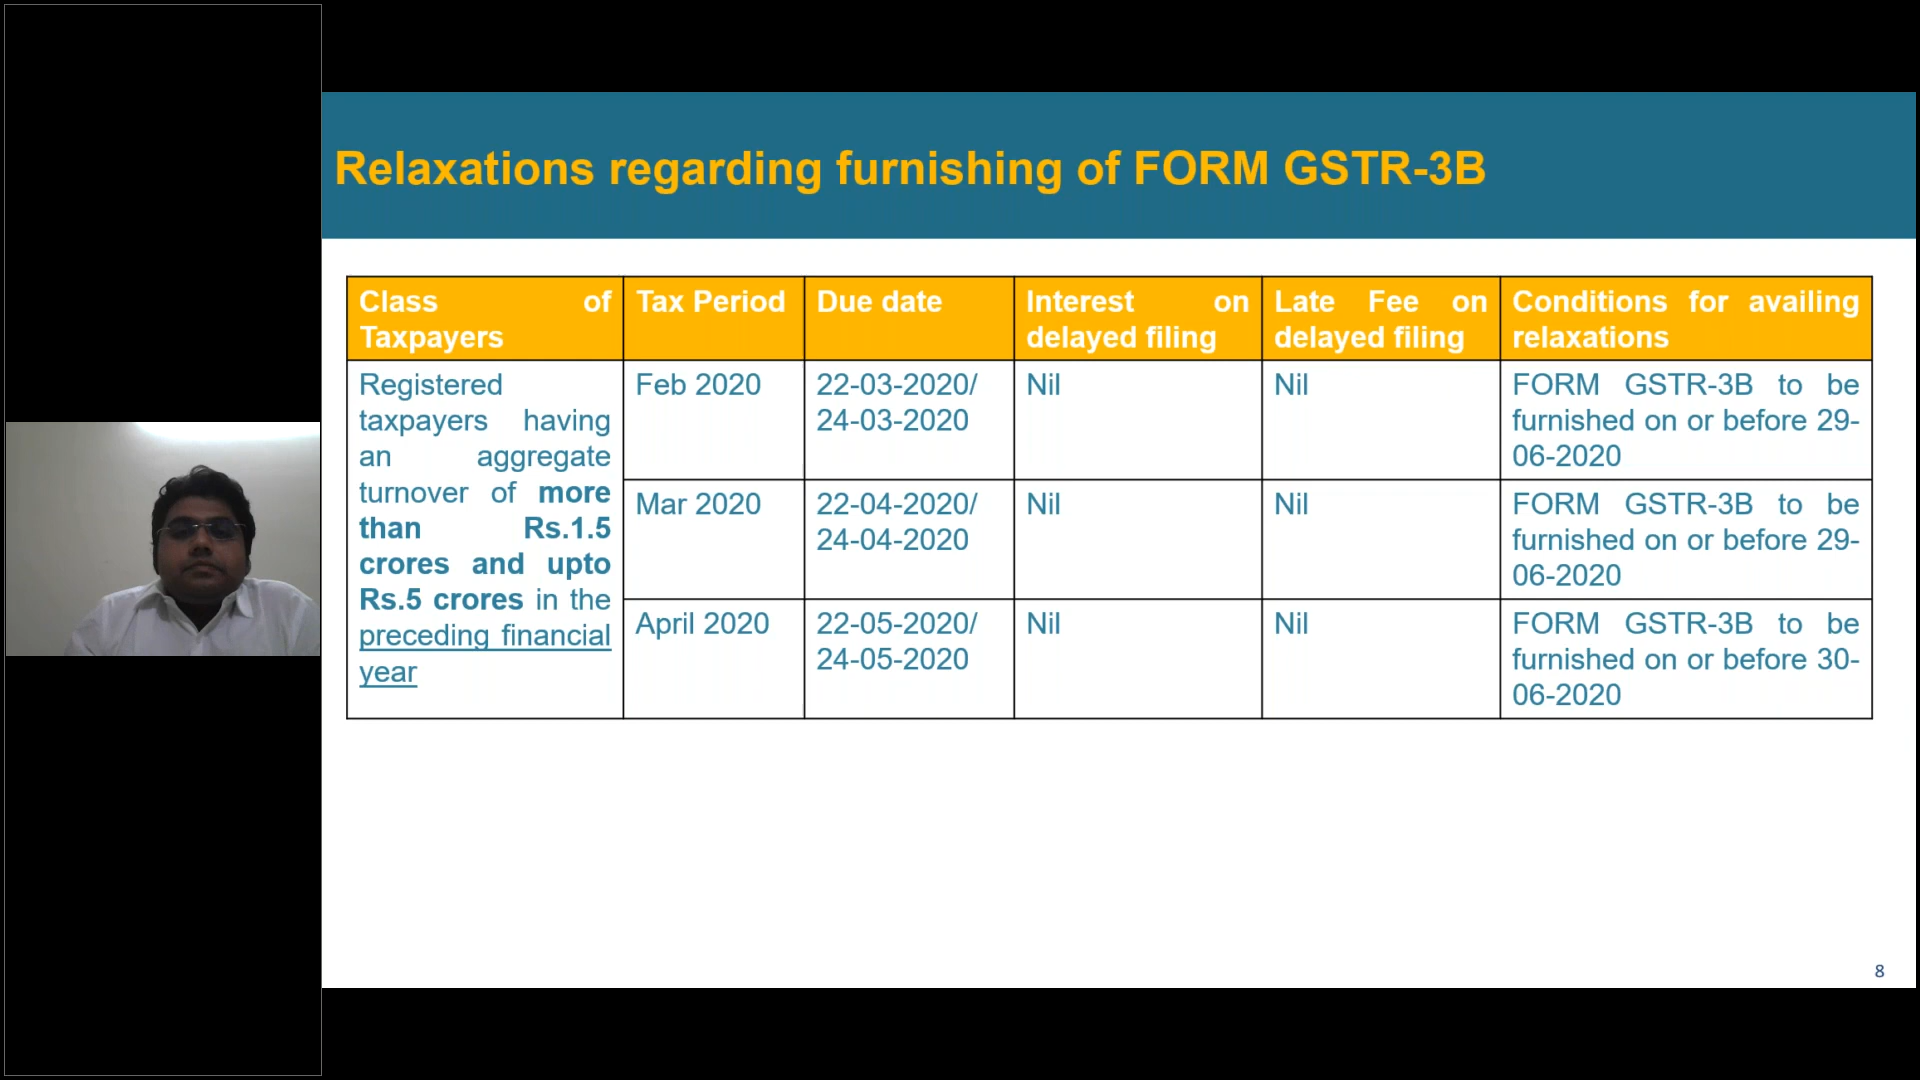 Relaxations regarding furnishing of FORM GSTR-3B
Class of
Taxpayers
Tax Period
Due date
Interest on
delayed filing
Late Fee on
delayed filing
Conditions for availing
relaxations
Registered
taxpayers having
an aggregate
turnover of more
than Rs.1.5
crores and upto
Rs.5 crores in the
preceding financial
year
Feb 2020
22-03-2020/
24-03-2020
Nil
Nil
FORM GSTR-3B to be
furnished on or before 29-
06-2020
Mar 2020
22-04-2020/
24-04-2020
Nil
Nil
FORM GSTR-3B to be
furnished on or before 29-
06-2020
April 2020
22-05-2020/
24-05-2020
Nil
Nil
FORM GSTR-3B to be
furnished on or before 30-
06-2020
8